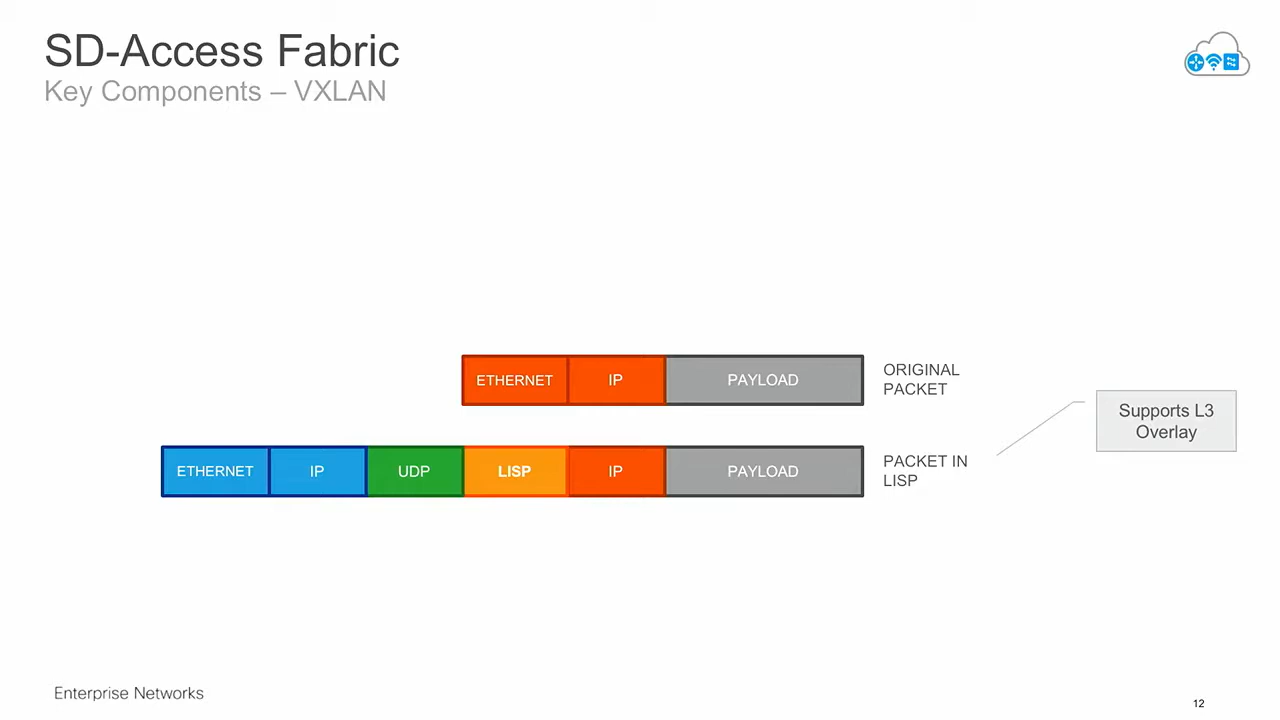 SD-Access Fabric
Key Components – VXLAN
ETHERNET IP PAYLOAD
ORIGINAL
PACKET
ETHERNET IP UDP LISP IP PAYLOAD
PACKET IN
LISP
Supports L3
Overlay
Enterprise Networks
12